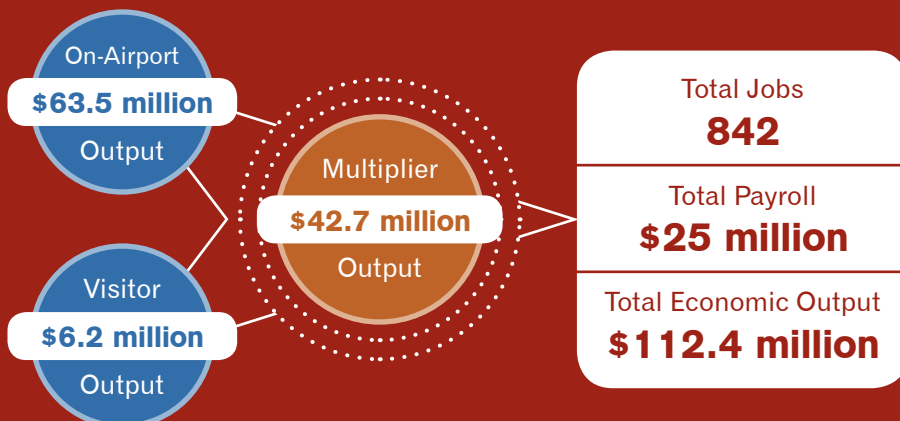 On-Airport
$63.5 million
Output
Visitor
$6.2 million
Output
Multiplier
$42.7 million
Output
Total Jobs
842
Total Payroll
$25 million
Total Economic Output
$112.4 million